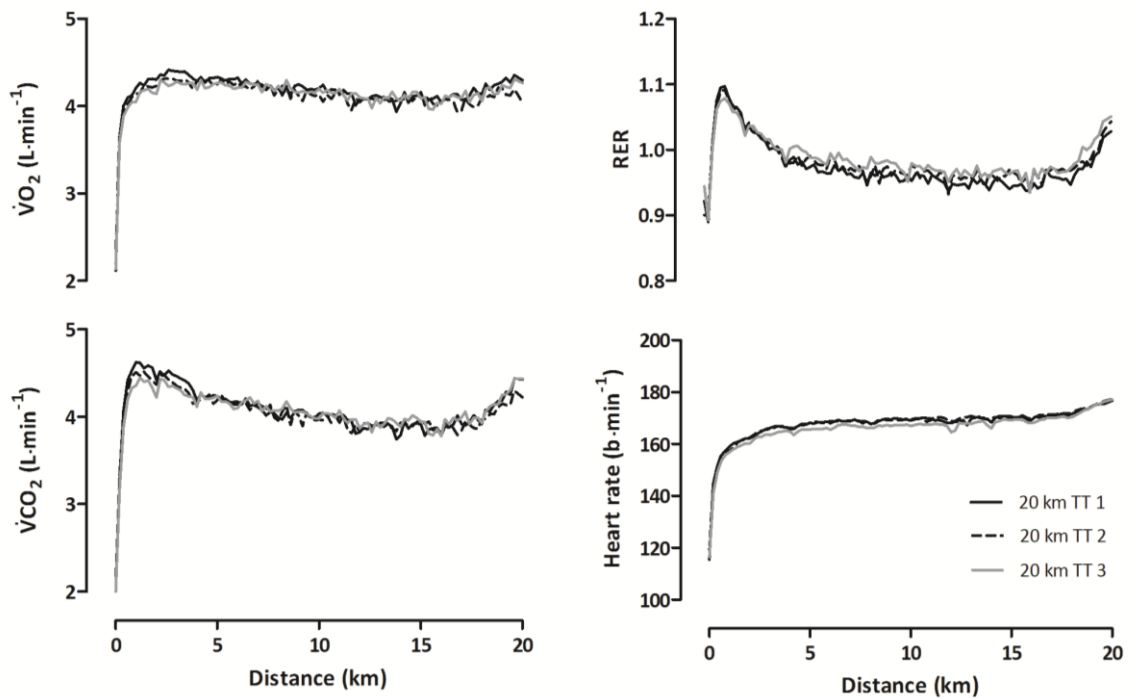 5
4
3
2
V̇O₂ (L·min⁻¹)
1.2
1.1
1.0
0.9
0.8
RER
5
4
4
2
V̇CO₂ (L·min⁻¹)
0 5 10 15 20
Distance (km)
200
180
160
140
120
100
Heart rate (b·min⁻¹)
20 km TT 1
20 km TT 2
20 km TT 3
0 5 10 15 20
Distance (km)